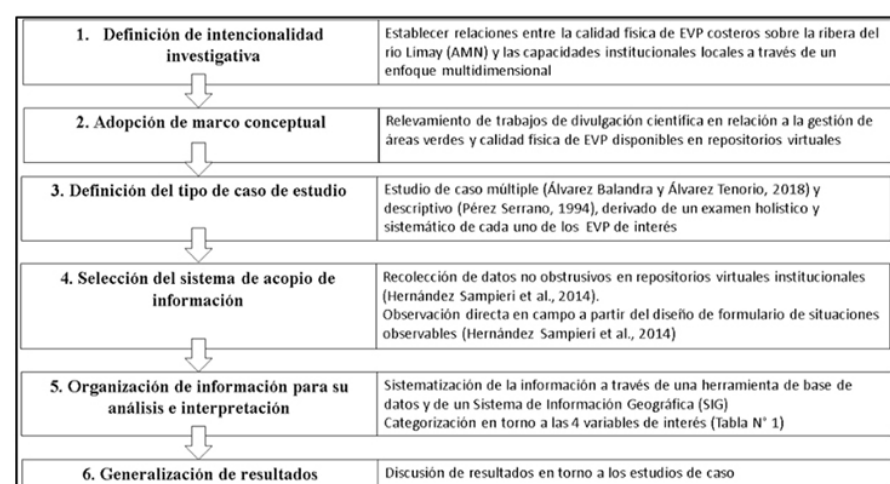 1. Definición de intencionalidad
investigativa
Establecer relaciones entre la calidad física de EVP costeros sobre la ribera del
río Limay (AMN) y las capacidades institucionales locales a través de un
enfoque multidimensional
2. Adopción de marco conceptual
Relevamiento de trabajos de divulgación científica en relación a la gestión de
áreas verdes y calidad física de EVP disponibles en repositorios virtuales
3. Definición del tipo de caso de estudio
Estudio de caso múltiple (Álvarez Balandra y Álvarez Tenorio, 2018) y
descriptivo (Pérez Serrano, 1994), derivado de un examen holístico y
sistemático de cada uno de los EVP de interés
4. Selección del sistema de acopio de
información
Recolección de datos no obstrusivos en repositorios virtuales institucionales
(Hernández Sampieri et al., 2014).
Observación directa en campo a partir del diseño de formulario de situaciones
observables (Hernández Sampieri et al., 2014)
5. Organización de información para su
análisis e interpretación
Sistematización de la información a través de una herramienta de base de
datos y de un Sistema de Información Geográfica (SIG)
Categorización en torno a las 4 variables de interés (Tabla N° 1)
6. Generalización de resultados
Discusión de resultados en torno a los estudios de caso